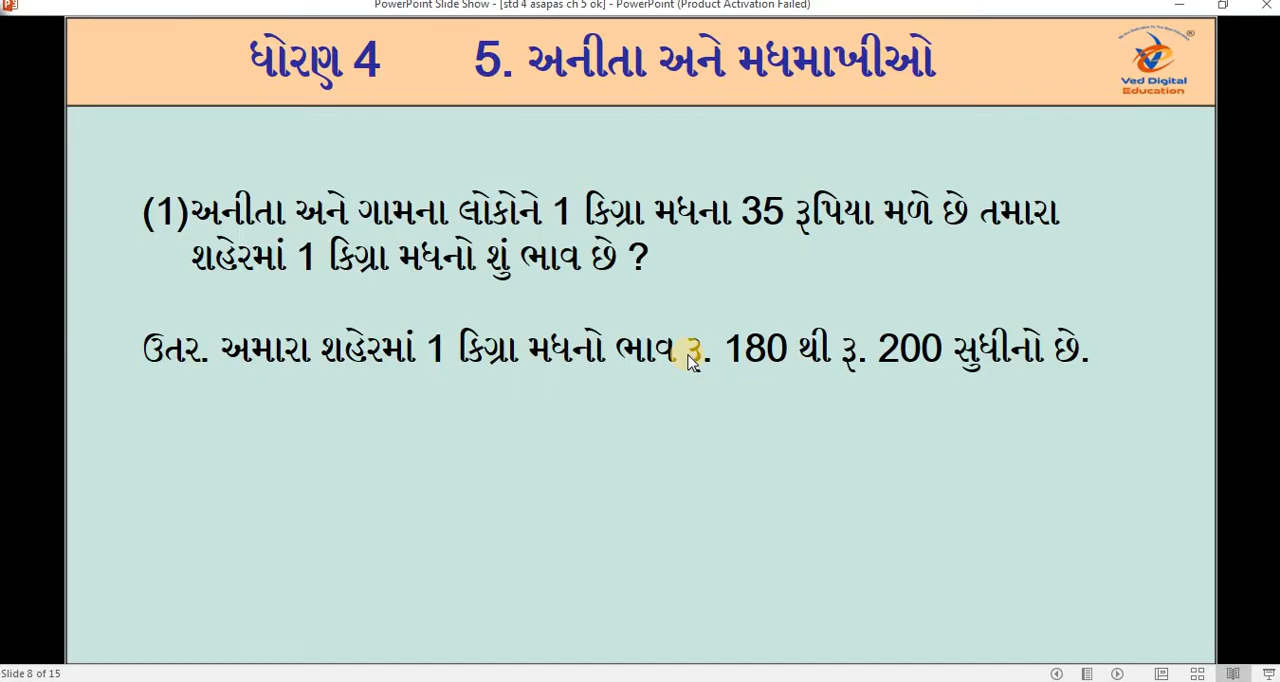 PowerPoint Slide Show - [std 4 asapas ch 5 ok] - PowerPoint (Product Activation Failed)
ધોરણ 4 5. અનીતા અને મધમાખીઓ
Ved Digital
Education
(1)અનીતા અને ગામના લોકોને 1 કિગ્રા મધના 35 રૂપિયા મળે છે તમારા
શહેરમાં 1 કિગ્રા મધનો શું ભાવ છે ?
ઉતર. અમારા શહેરમાં 1 કિગ્રા મધનો ભાવ રૂ. 180 થી રૂ. 200 સુધીનો છે.
Slide 8 of 15